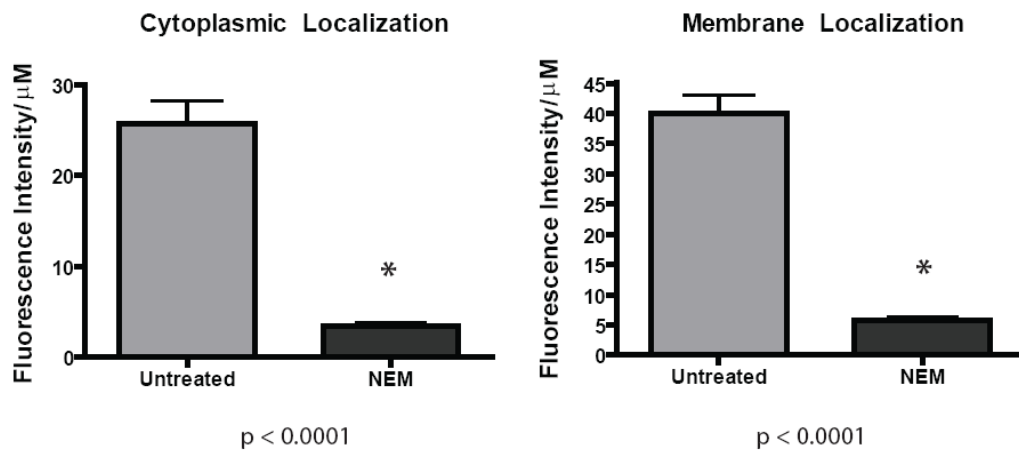 Cytoplasmic Localization
Fluorescence Intensity/μM
30
20
10
0
*
Untreated
NEM
p < 0.0001
Membrane Localization
Fluorescence Intensity/μM
45
40
35
30
25
20
15
10
5
0
*
Untreated
NEM
p < 0.0001